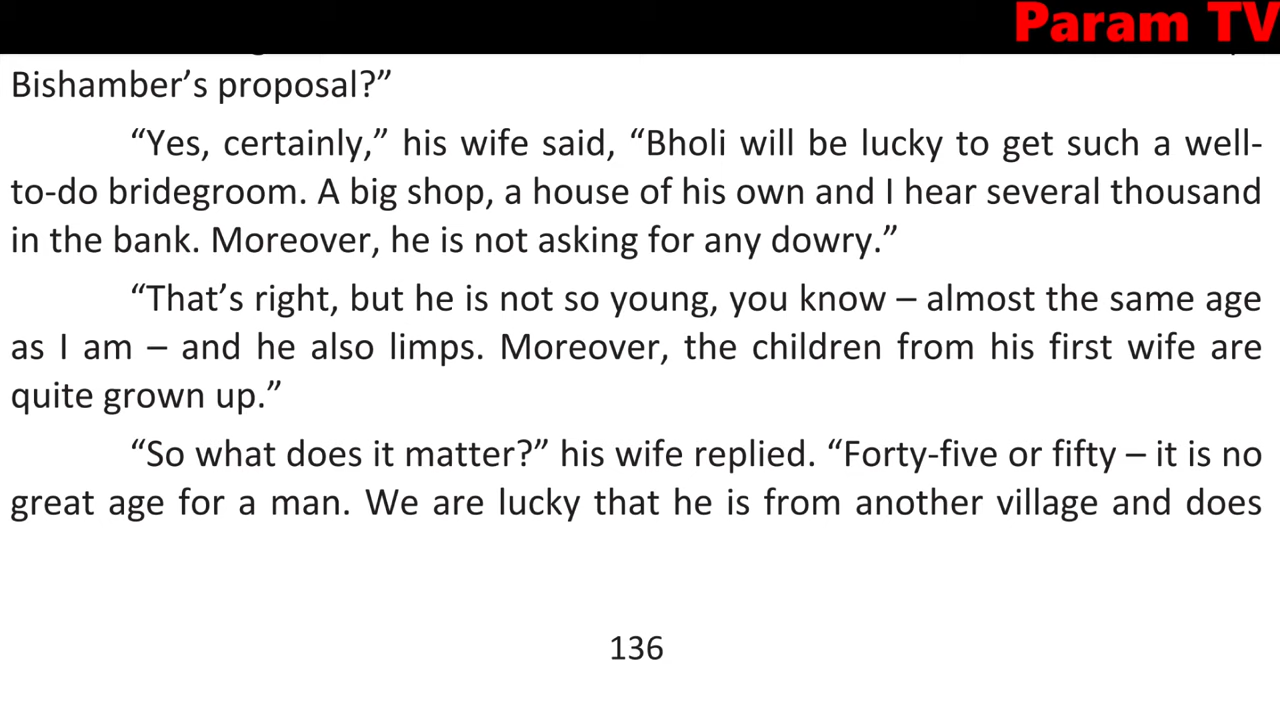 Param TV
Bishamber’s proposal?”
“Yes, certainly,” his wife said, “Bholi will be lucky to get such a well-
to-do bridegroom. A big shop, a house of his own and I hear several thousand
in the bank. Moreover, he is not asking for any dowry.”
“That’s right, but he is not so young, you know – almost the same age
as I am – and he also limps. Moreover, the children from his first wife are
quite grown up.”
“So what does it matter?” his wife replied. “Forty-five or fifty – it is no
great age for a man. We are lucky that he is from another village and does
136